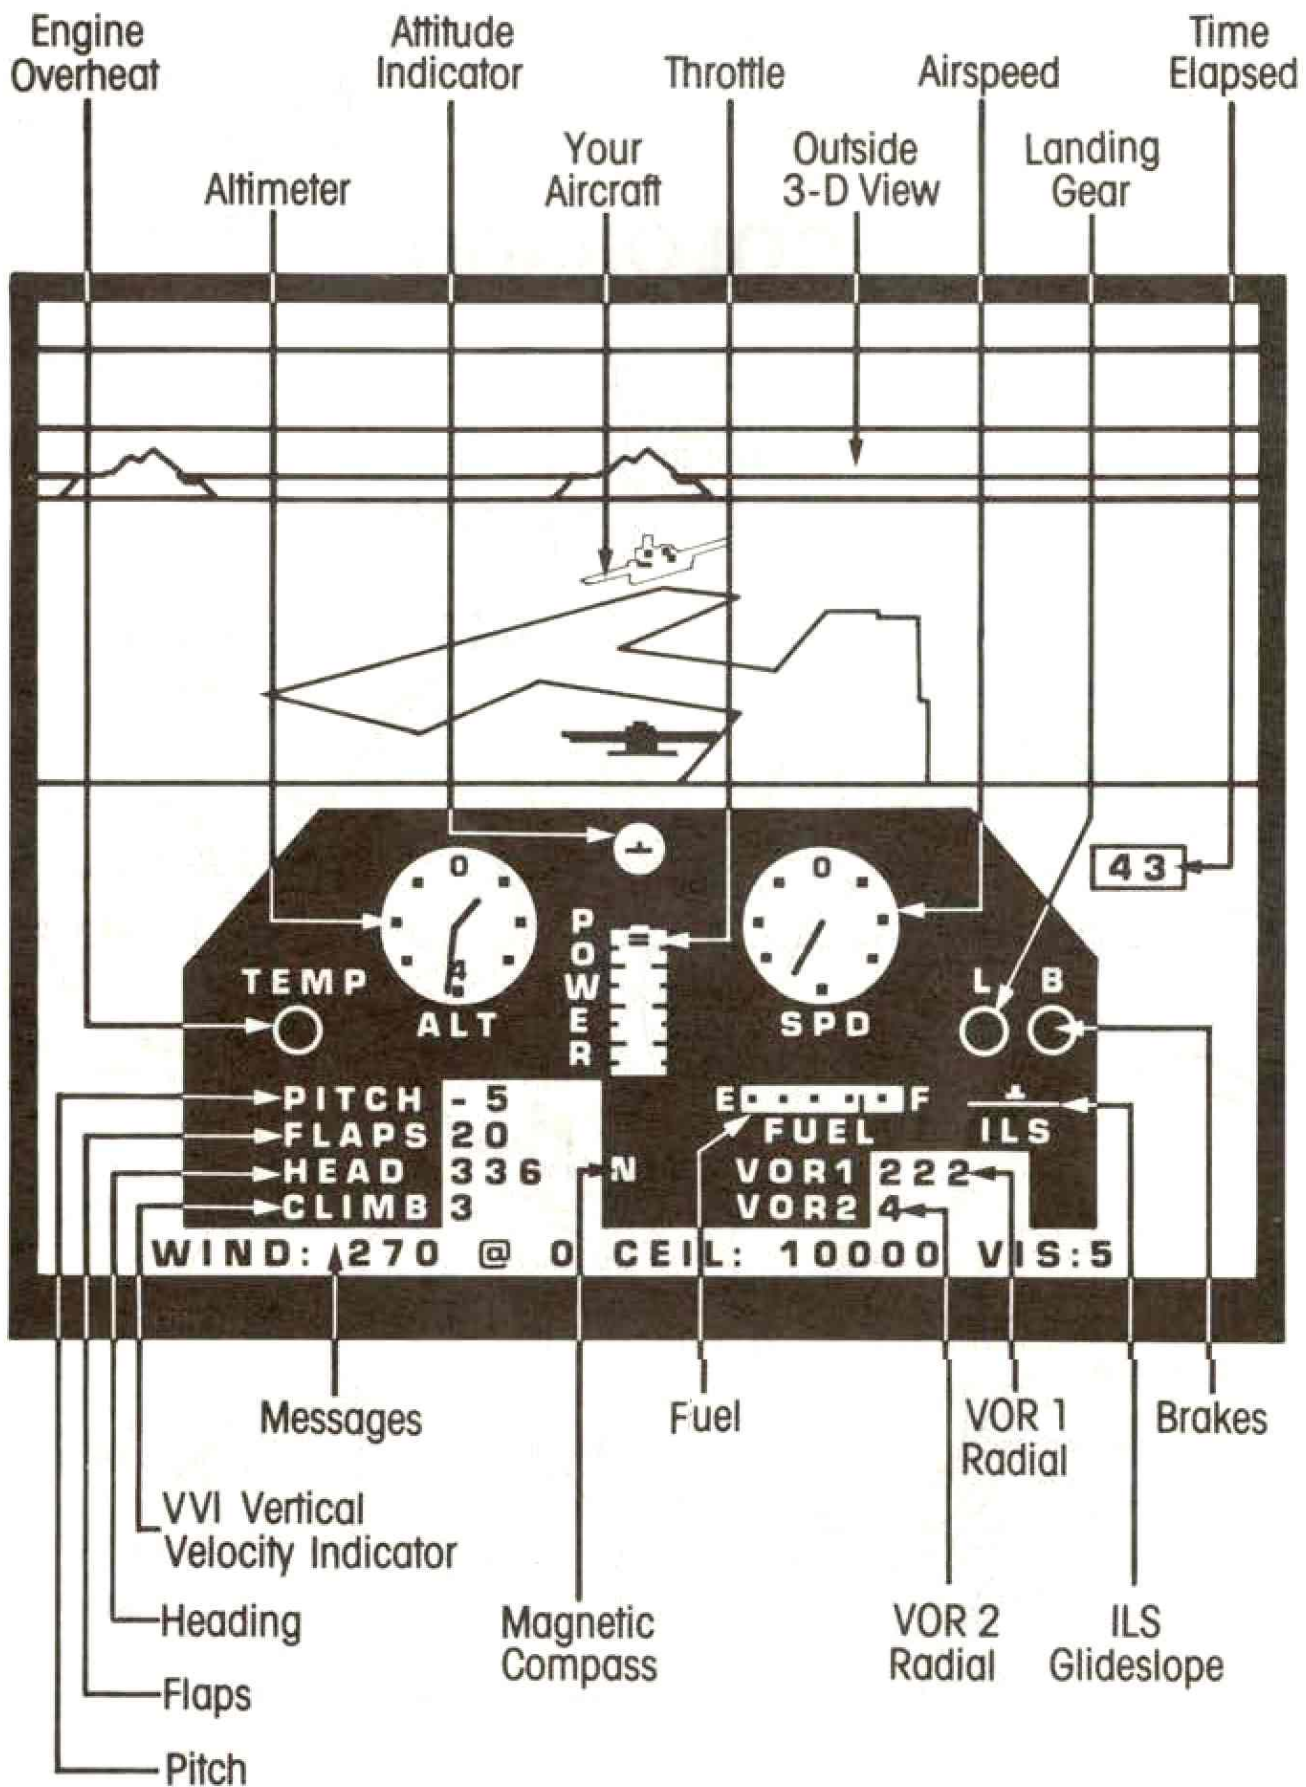 Engine
Overheat
Attitude
Indicator
Throttle
Airspeed
Time
Elapsed
Altimeter
Your
Aircraft
Outside
3-D View
Landing
Gear
0
4
ALT
POWER
0
SPD
43
TEMP
L B
PITCH - 5
FLAPS 20
HEAD 336
CLIMB 3
N
E F
FUEL
ILS
VOR1 222
VOR2 4
WIND: 270 @ 0 CEIL: 10000 VIS:5
Messages
Fuel
VOR 1
Radial
Brakes
VVI Vertical
Velocity Indicator
Heading
Flaps
Pitch
Magnetic
Compass
VOR 2
Radial
ILS
Glideslope